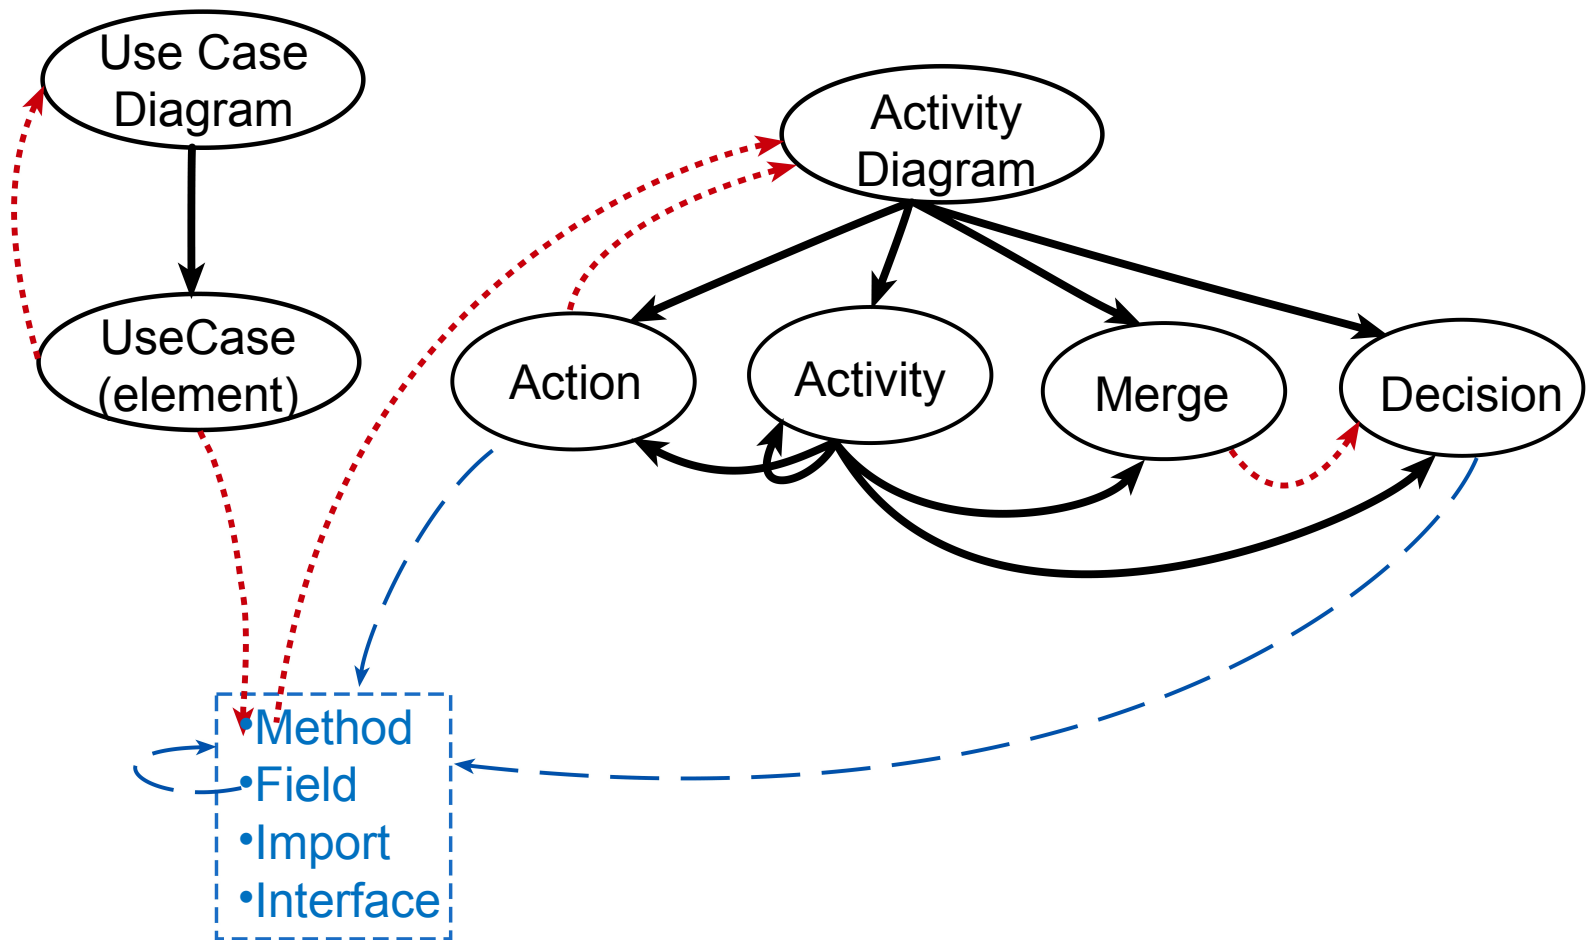 Use Case
Diagram
Activity
Diagram
UseCase
(element)
Action
Activity
Merge
Decision
•Method
•Field
•Import
•Interface